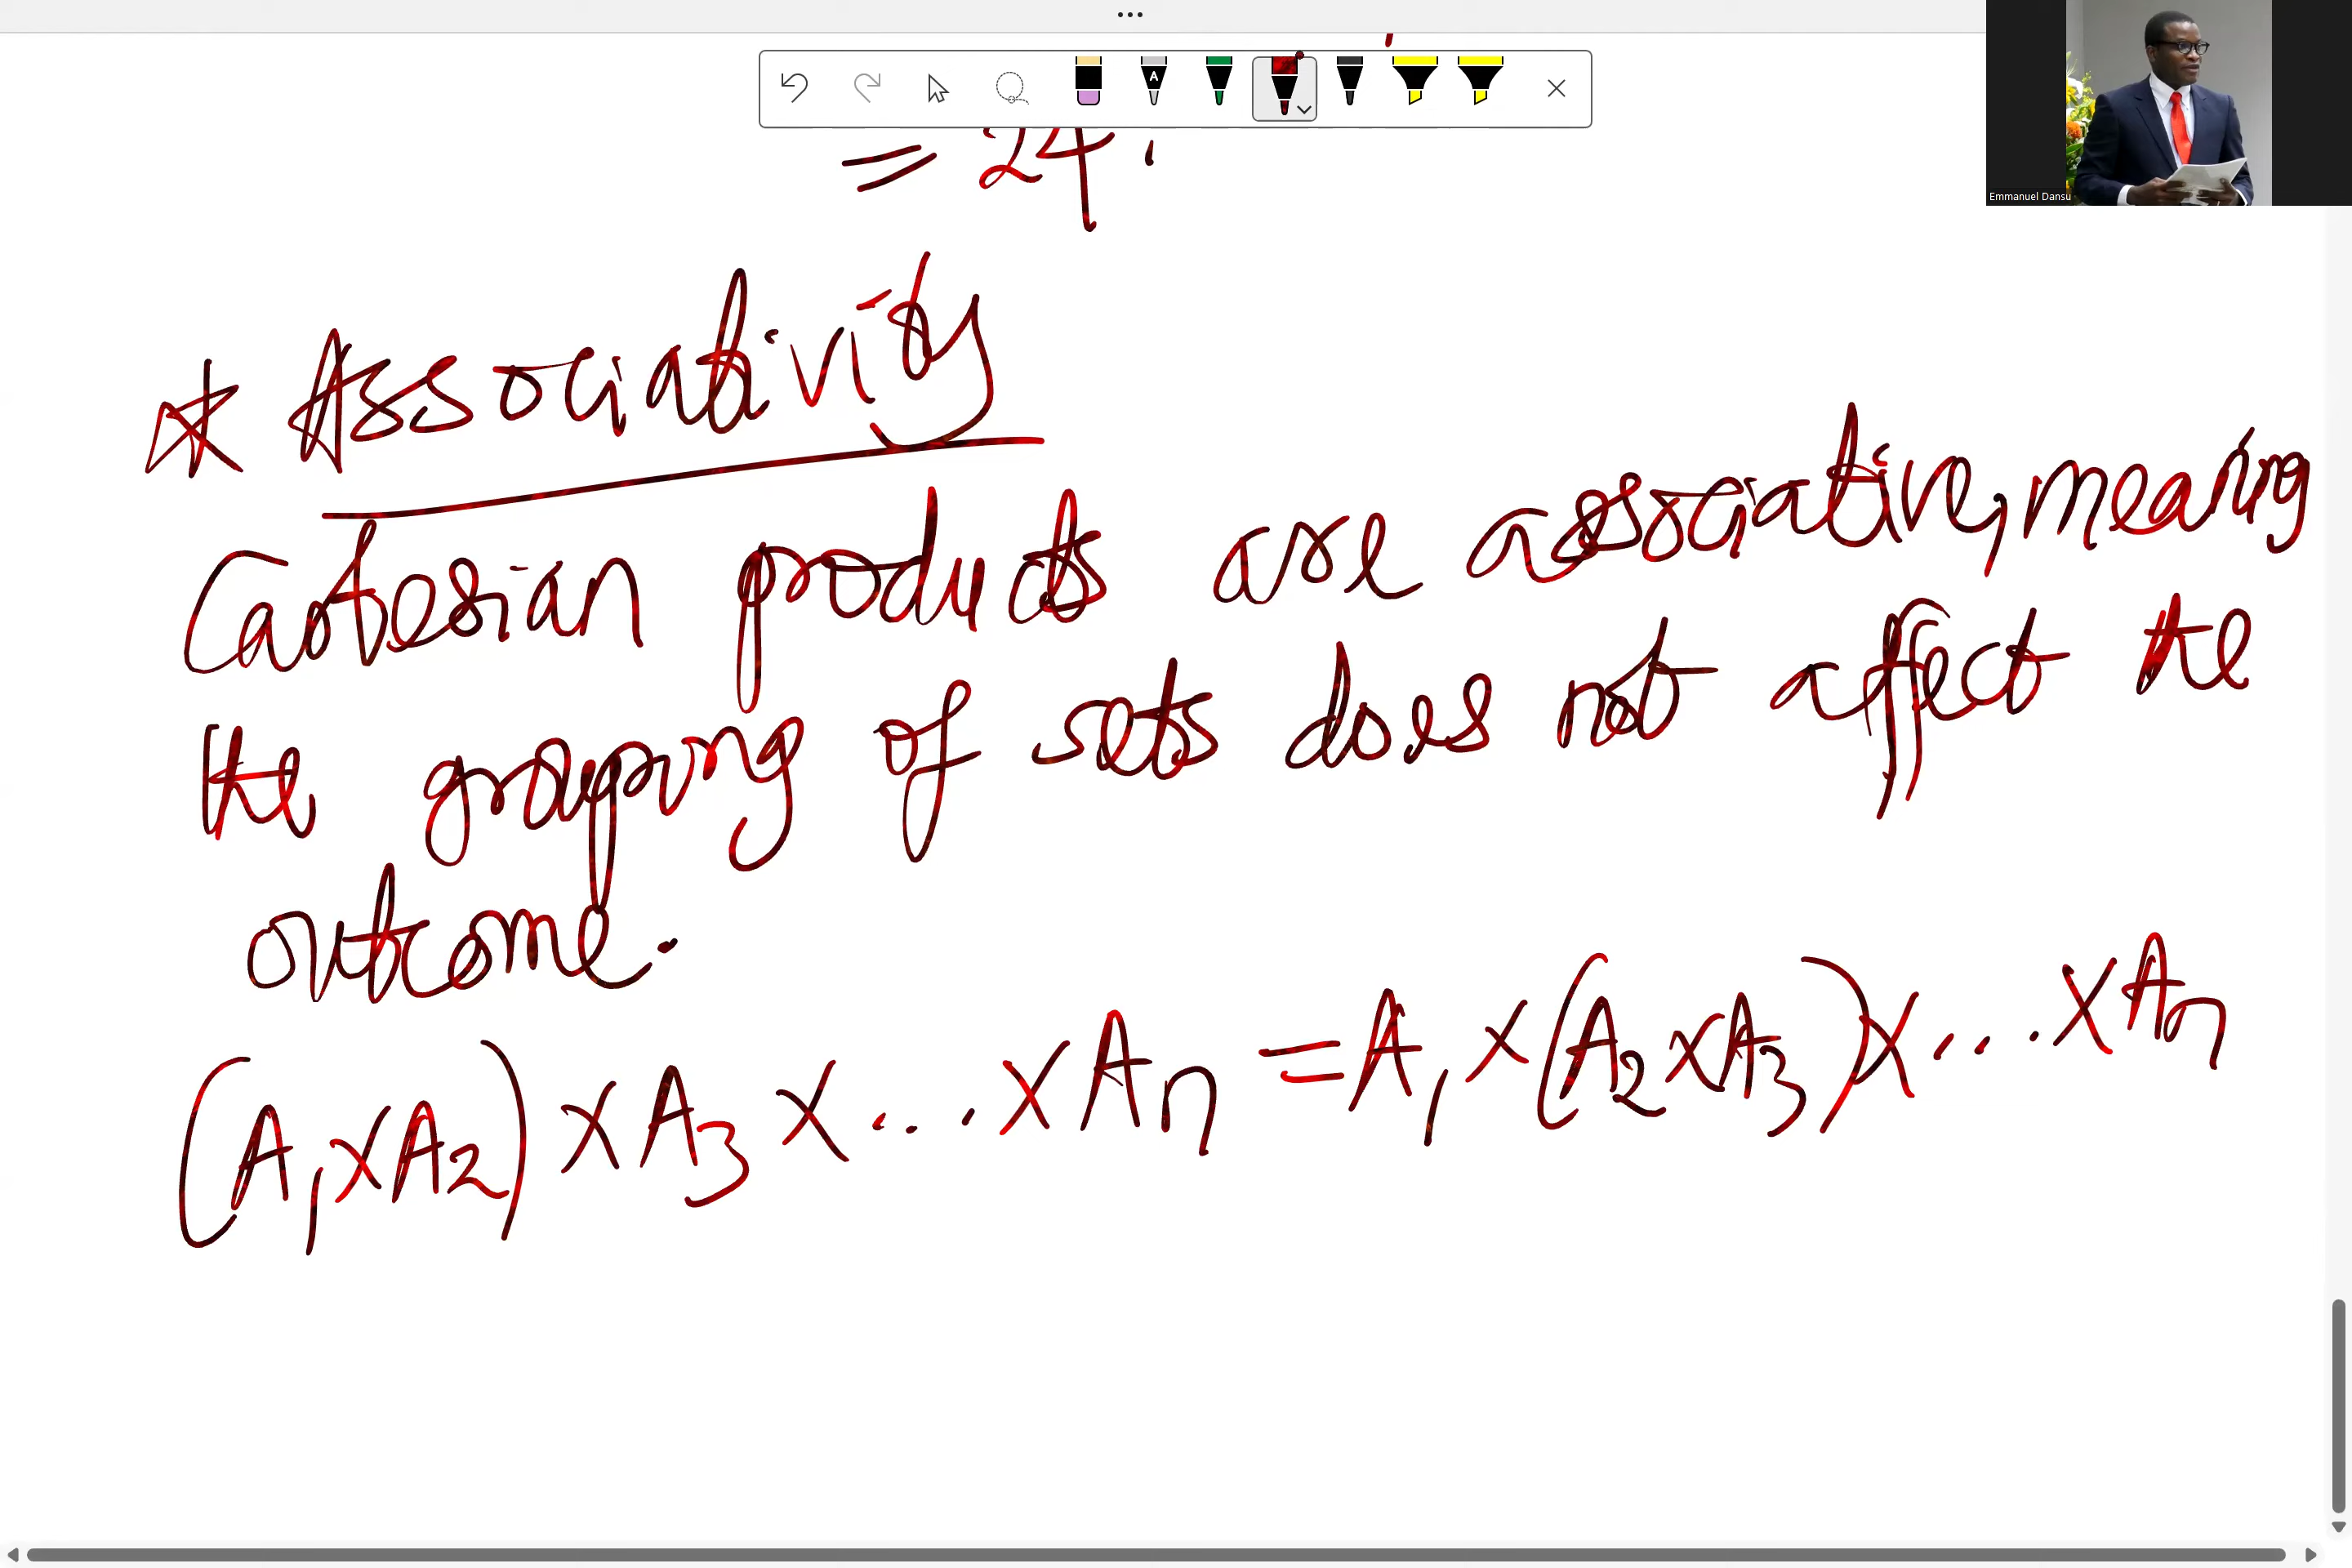 •••
A
Emmanuel Dansu
= 24.
* Associativity
Cartesian products are associative, meaning
the grouping of sets does not affect the
outcome.
(A₁×A₂)×A₃×...×Aₙ=A₁×(A₂×A₃)×...×Aₙ